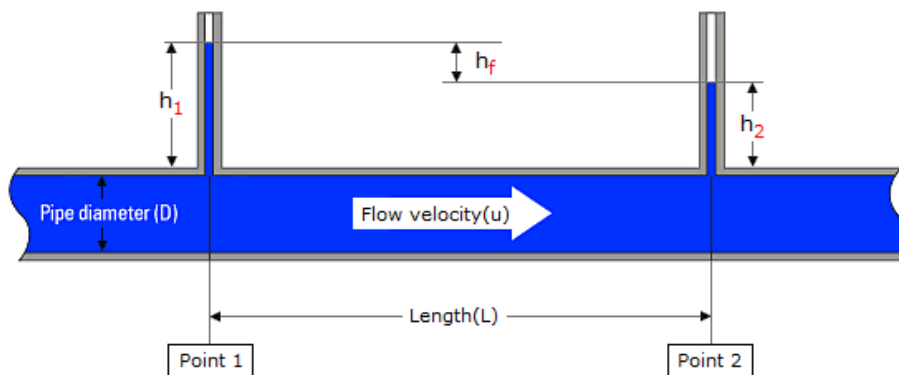 h1
hf
h2
Pipe diameter (D)
Flow velocity(u)
Length(L)
Point 1
Point 2